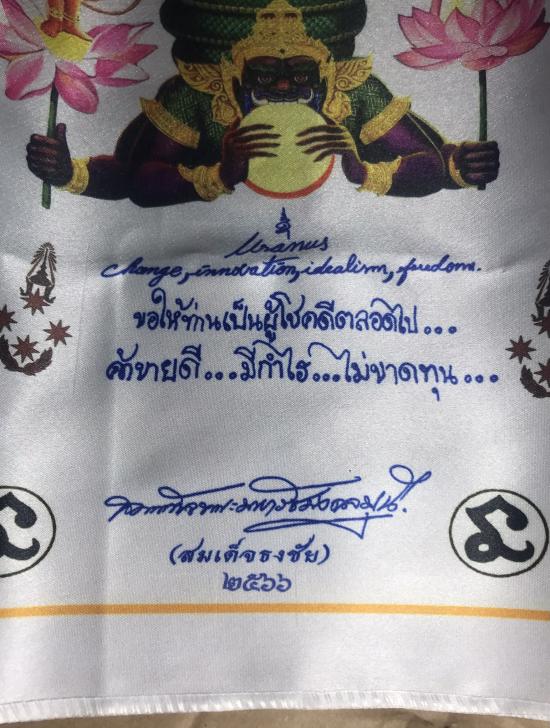 Uranus
Change, innovation, idealism, freedom.
ขอให้ท่านเป็นผู้โชคดีตลอดไป...
ค้าขายดี...มีกำไร...ไม่ขาดทุน...
(สมเด็จธงชัย)
๒๕๖๖